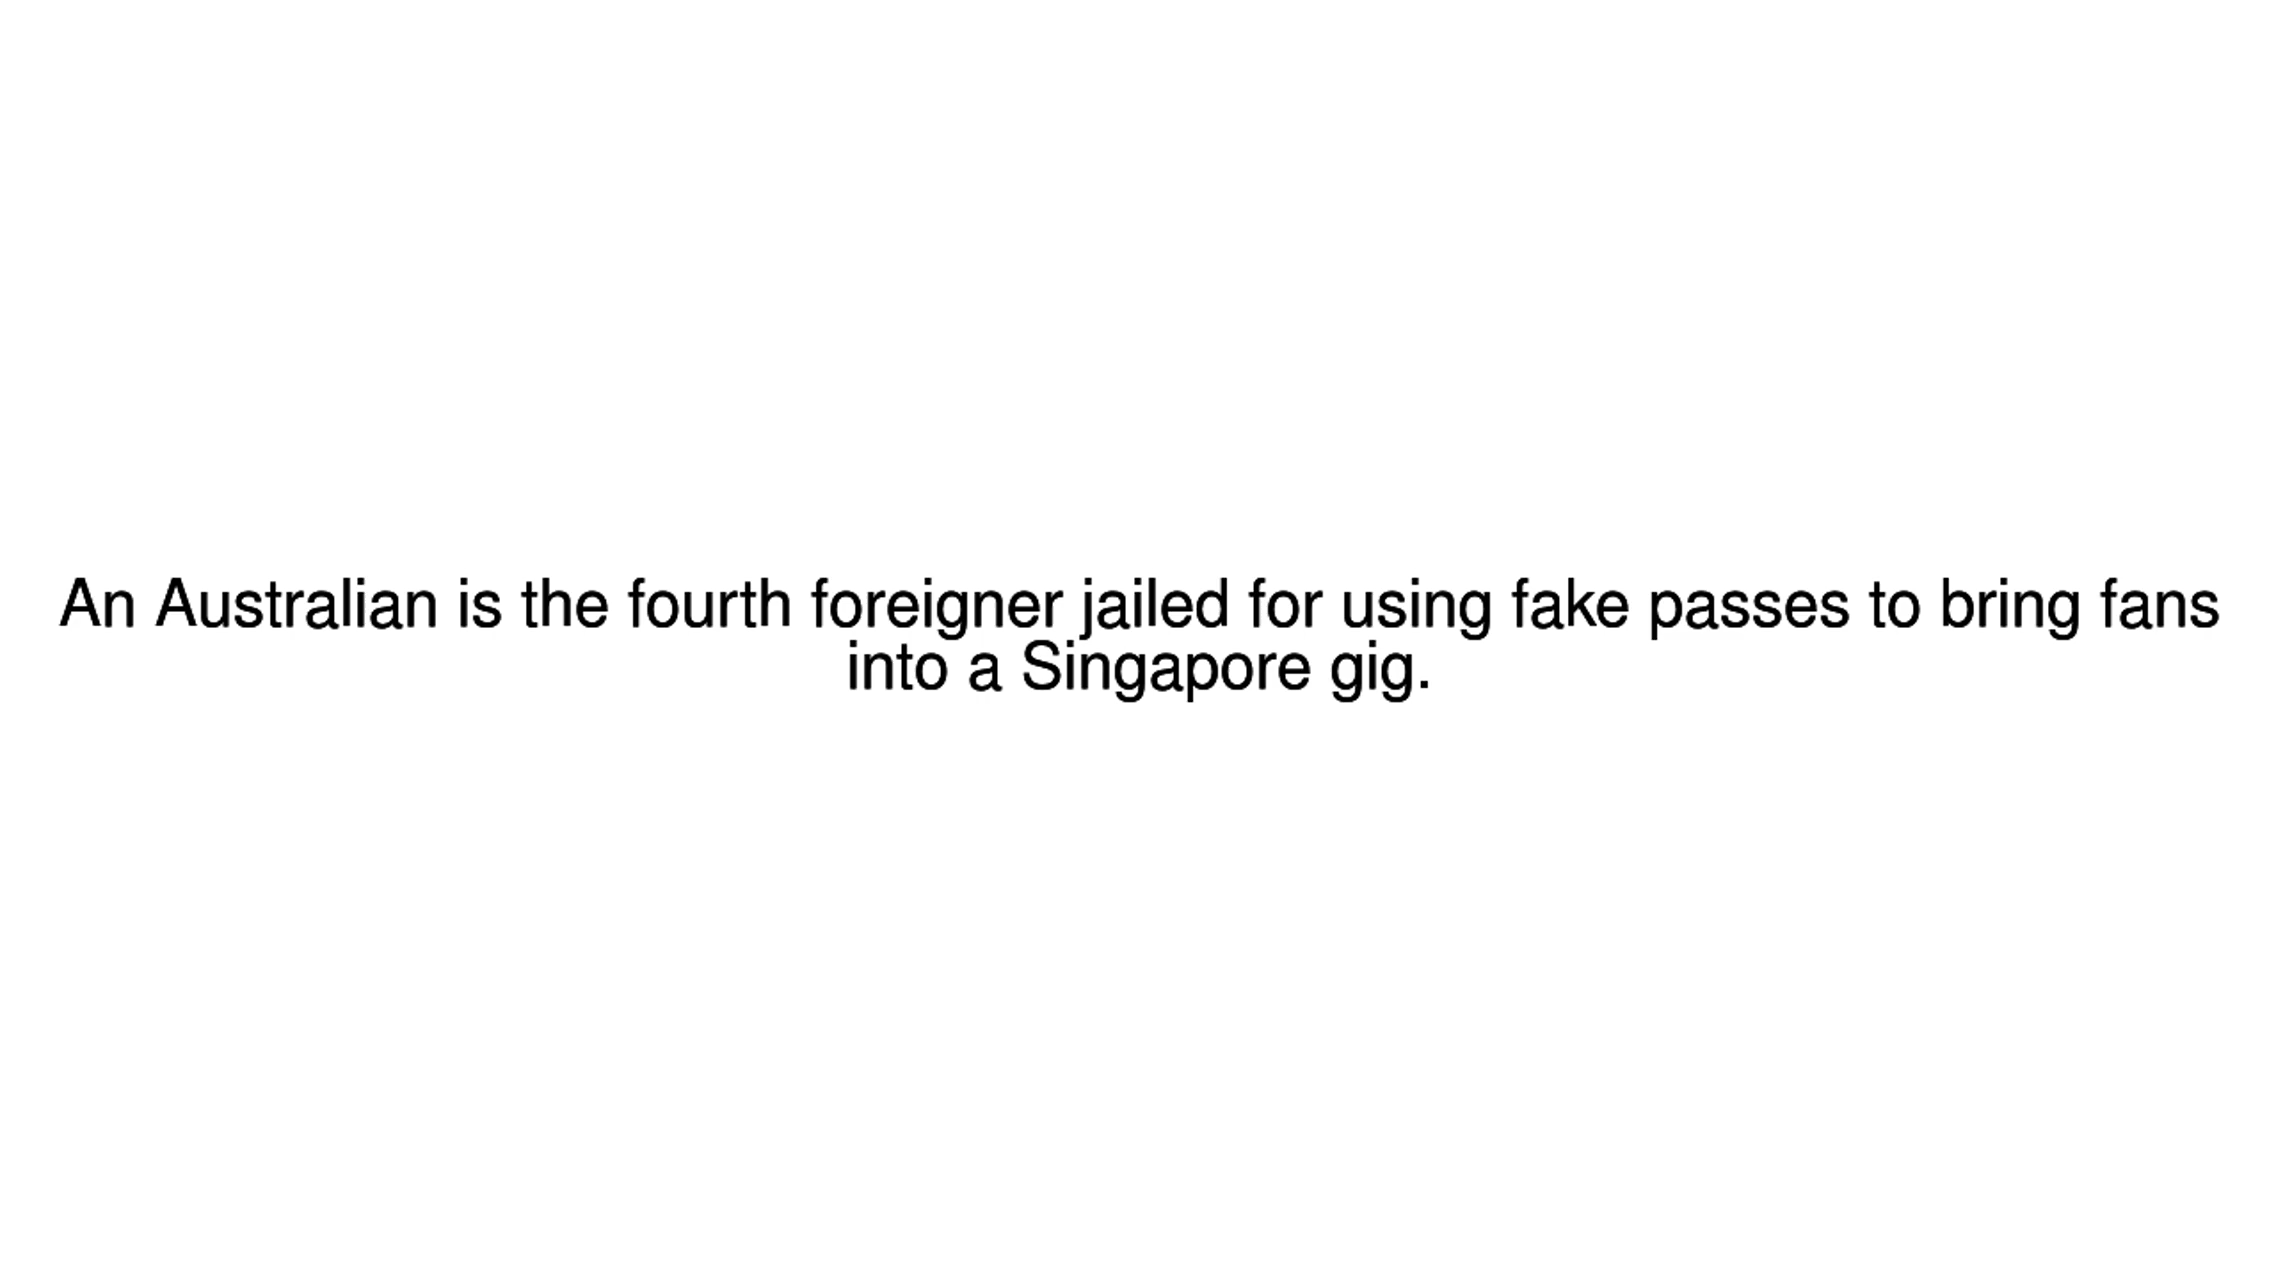 An Australian is the fourth foreigner jailed for using fake passes to bring fans
into a Singapore gig.